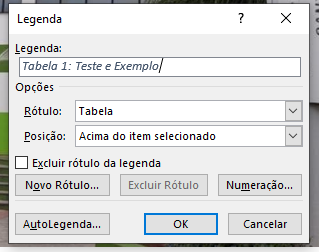 Legenda
Legenda:
Tabela 1: Teste e Exemplo
Opções
Rótulo: Tabela
Posição: Acima do item selecionado
Excluir rótulo da legenda
Novo Rótulo... Excluir Rótulo Numeração...
AutoLegenda... OK Cancelar